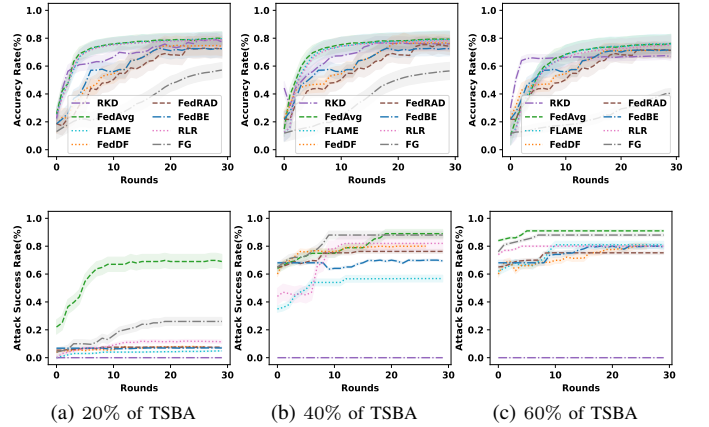 Accuracy Rate(%)
1.0
0.8
0.6
0.4
0.2
0.0
RKD
FedAvg
FLAME
FedDF
FedRAD
FedBE
RLR
FG
0 10 20 30
Rounds
Accuracy Rate(%)
1.0
0.8
0.6
0.4
0.2
0.0
RKD
FedAvg
FLAME
FedDF
FedRAD
FedBE
RLR
FG
0 10 20 30
Rounds
Accuracy Rate(%)
1.0
0.8
0.6
0.4
0.2
0.0
RKD
FedAvg
FLAME
FedDF
FedRAD
FedBE
RLR
FG
0 10 20 30
Rounds
Attack Success Rate(%)
1.0
0.8
0.6
0.4
0.2
0.0
0 10 20 30
Rounds
Attack Success Rate(%)
1.0
0.8
0.6
0.4
0.2
0.0
0 10 20 30
Rounds
Attack Success Rate(%)
1.0
0.8
0.6
0.4
0.2
0.0
0 10 20 30
Rounds
(a) 20% of TSBA
(b) 40% of TSBA
(c) 60% of TSBA